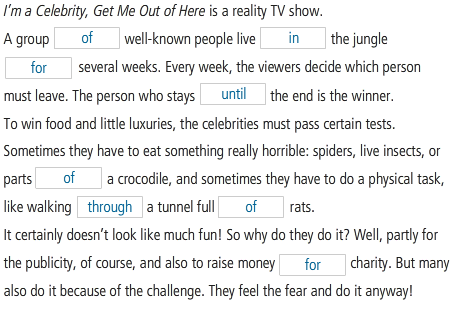 I'm a Celebrity, Get Me Out of Here is a reality TV show.
A group of well-known people live in the jungle
for several weeks. Every week, the viewers decide which person
must leave. The person who stays until the end is the winner.
To win food and little luxuries, the celebrities must pass certain tests.
Sometimes they have to eat something really horrible: spiders, live insects, or
parts of a crocodile, and sometimes they have to do a physical task,
like walking through a tunnel full of rats.
It certainly doesn't look like much fun! So why do they do it? Well, partly for
the publicity, of course, and also to raise money for charity. But many
also do it because of the challenge. They feel the fear and do it anyway!